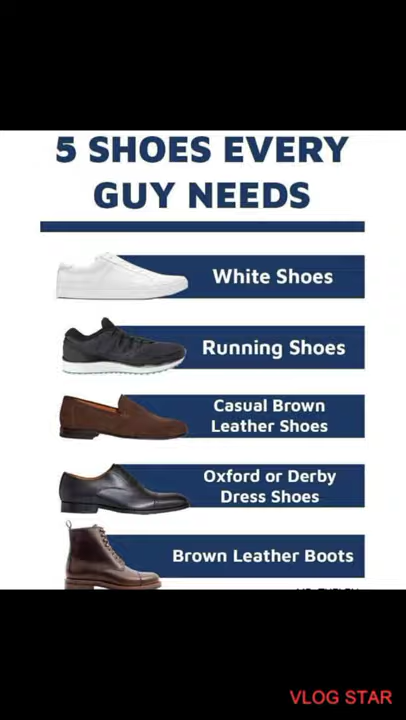 5 SHOES EVERY
GUY NEEDS
White Shoes
Running Shoes
Casual Brown
Leather Shoes
Oxford or Derby
Dress Shoes
Brown Leather Boots
VLOG STAR